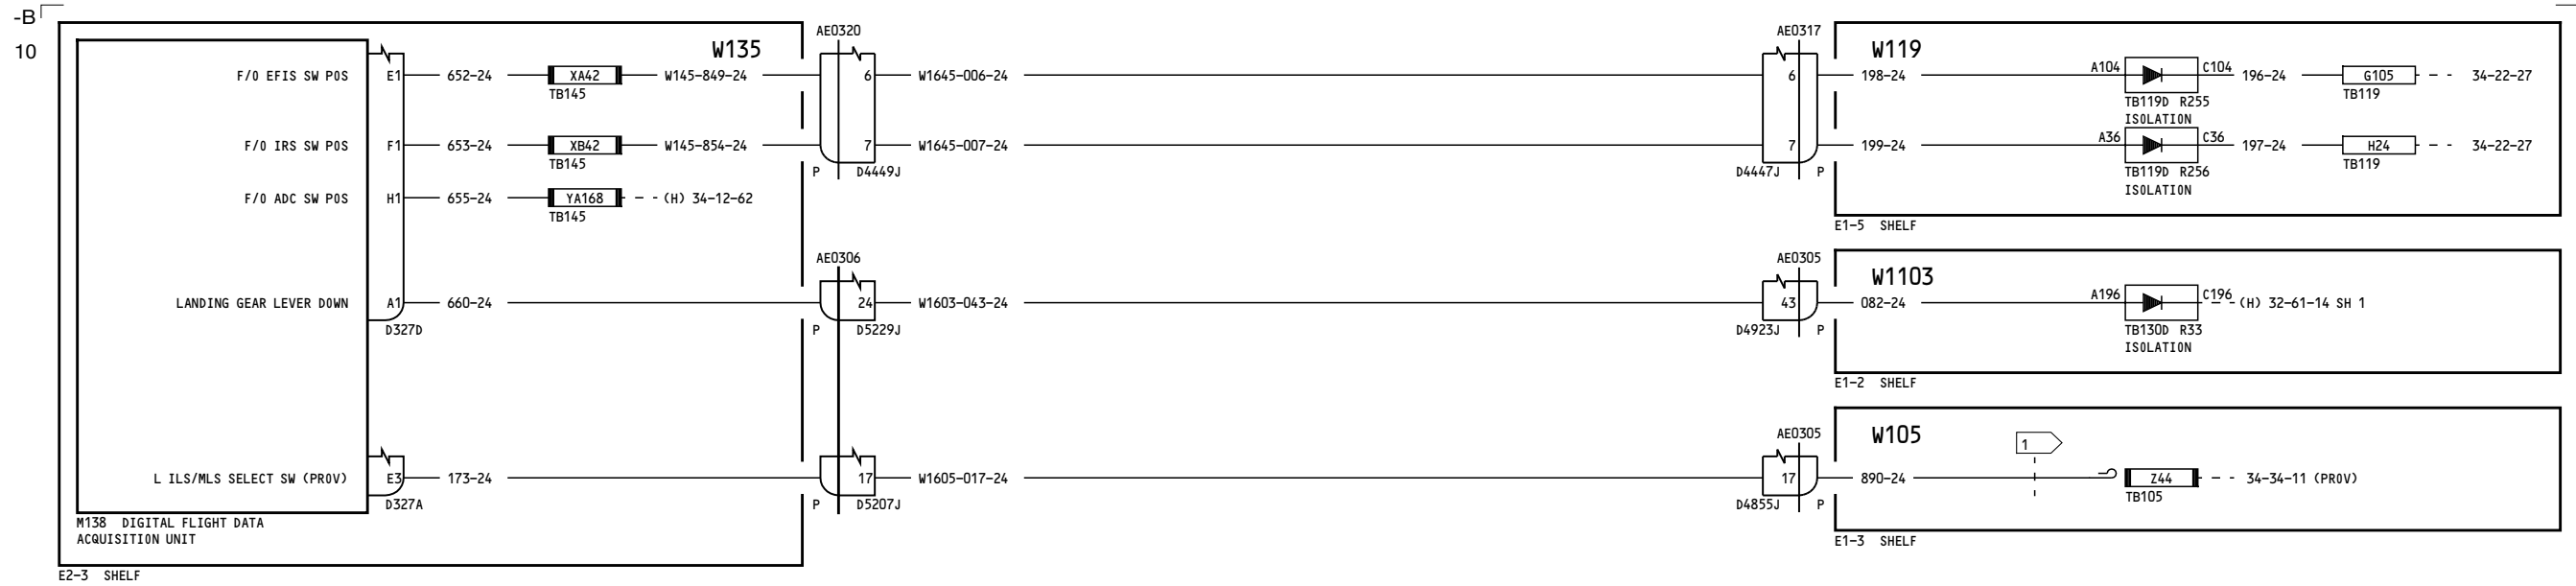 -B
10
W135
AE0320
AE0317
W119
F/O EFIS SW POS E1 652-24 XA42 W145-849-24 6 W1645-006-24 6 198-24 A104 C104 196-24 G105 34-22-27
TB145
TB119D R255
TB119
ISOLATION
F/O IRS SW POS F1 653-24 XB42 W145-854-24 7 W1645-007-24 7 199-24 A36 C36 197-24 H24 34-22-27
TB145
P D4449J
D4447J P
TB119D R256
TB119
ISOLATION
F/O ADC SW POS H1 655-24 YA168 (H) 34-12-62
TB145
E1-5 SHELF
AE0306
AE0305
W1103
LANDING GEAR LEVER DOWN A1 660-24 24 W1603-043-24 43 082-24 A196 C196 (H) 32-61-14 SH 1
D327D
P D5229J
D4923J P
TB130D R33
ISOLATION
E1-2 SHELF
AE0305
W105
1
L ILS/MLS SELECT SW (PROV) E3 173-24 17 W1605-017-24 17 890-24 Z44 34-34-11 (PROV)
D327A
P D5207J
D4855J P
TB105
M138 DIGITAL FLIGHT DATA
ACQUISITION UNIT
E1-3 SHELF
E2-3 SHELF